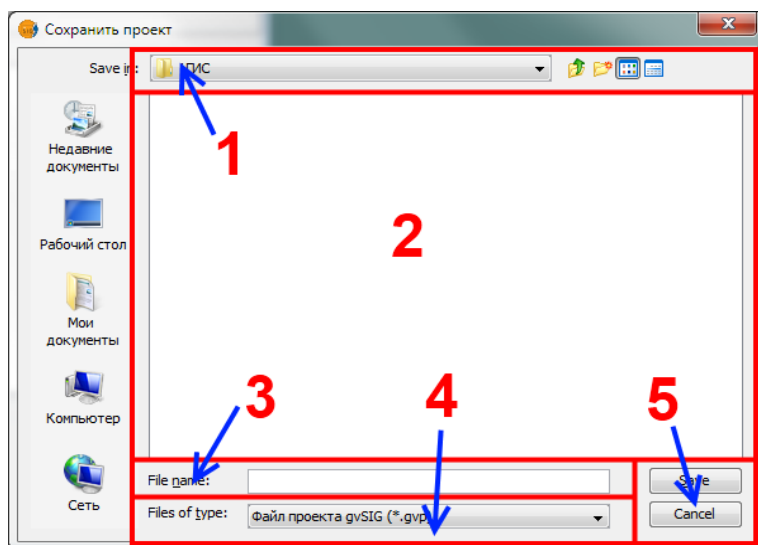 Сохранить проект
Save in:
ГИС
1
Недавние
документы
Рабочий стол
2
Мои
документы
Компьютер
3
4
5
Сеть
File name:
Save
Files of type:
Файл проекта gvSIG (*.gvp)
Cancel